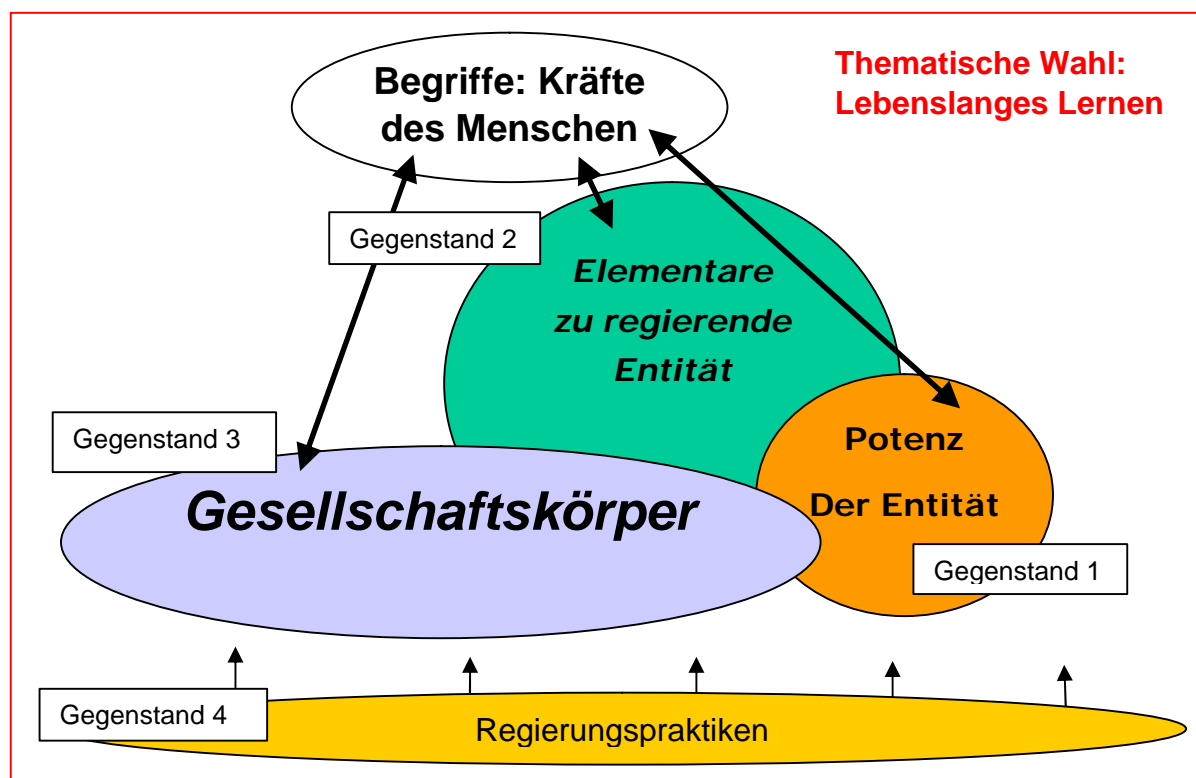 Begriffe: Kräfte
des Menschen
Thematische Wahl:
Lebenslanges Lernen
Gegenstand 2
Elementare
zu regierende
Entität
Gegenstand 3
Gesellschaftskörper
Potenz
Der Entität
Gegenstand 1
Gegenstand 4
Regierungspraktiken